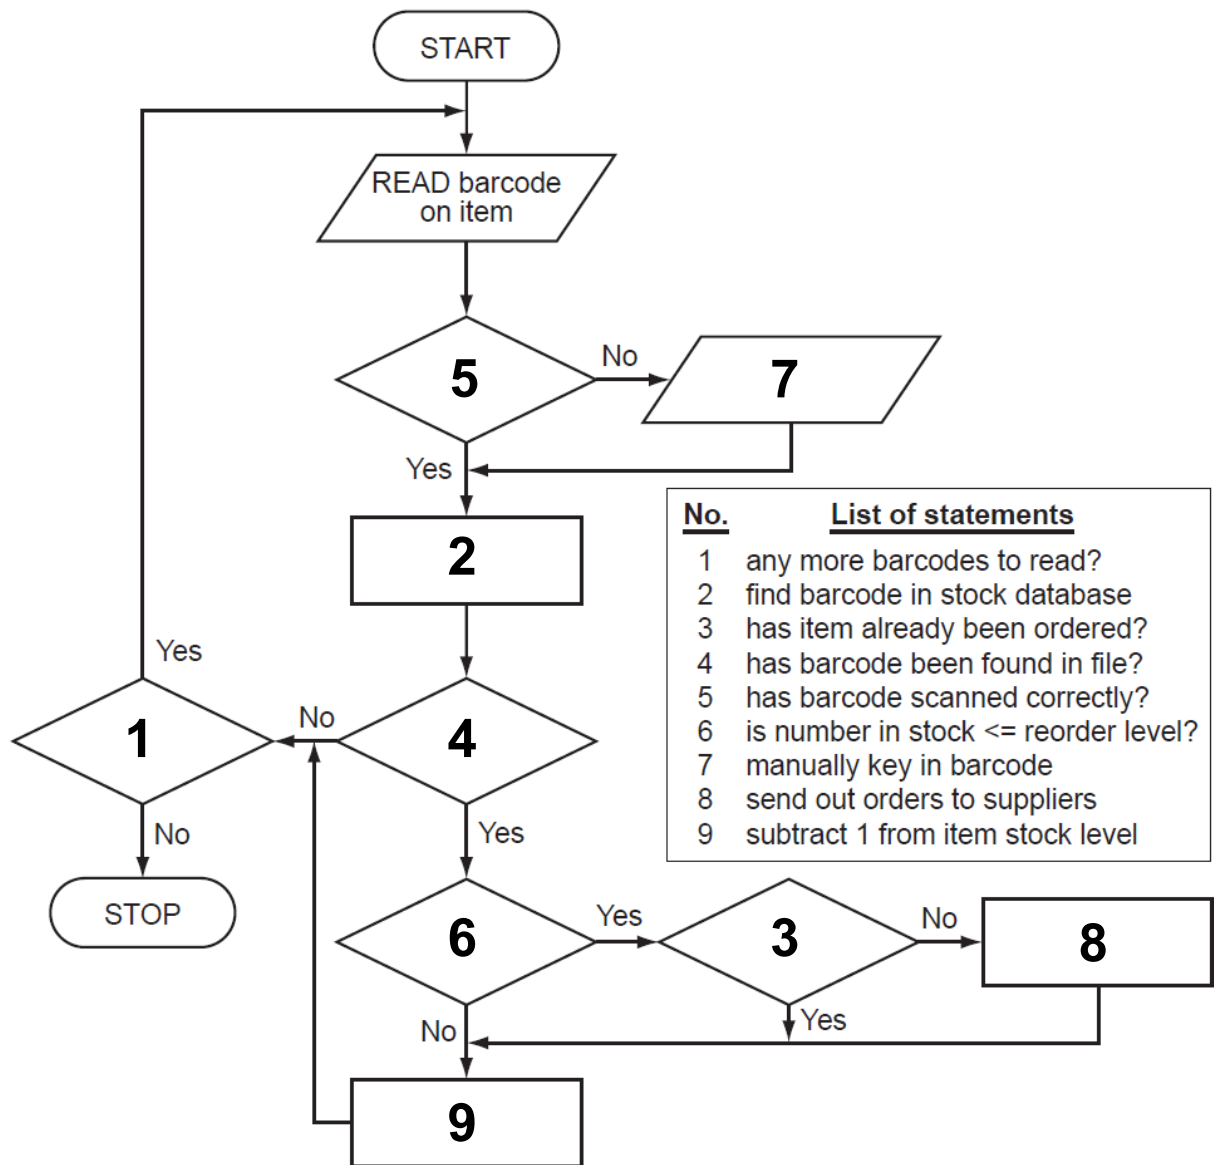 START
READ barcode
on item
5
No
7
Yes
2
No. List of statements
1 any more barcodes to read?
2 find barcode in stock database
3 has item already been ordered?
4 has barcode been found in file?
5 has barcode scanned correctly?
6 is number in stock <= reorder level?
7 manually key in barcode
8 send out orders to suppliers
9 subtract 1 from item stock level
Yes
1
No
4
No
Yes
STOP
6
Yes
3
No
8
No
Yes
9